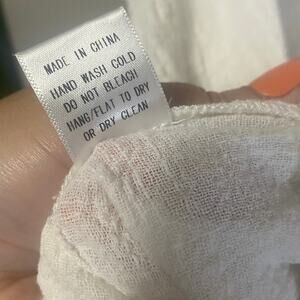 MADE IN CHINA
HAND WASH COLD
DO NOT BLEACH
HANG/FLAT TO DRY
OR DRY CLEAN